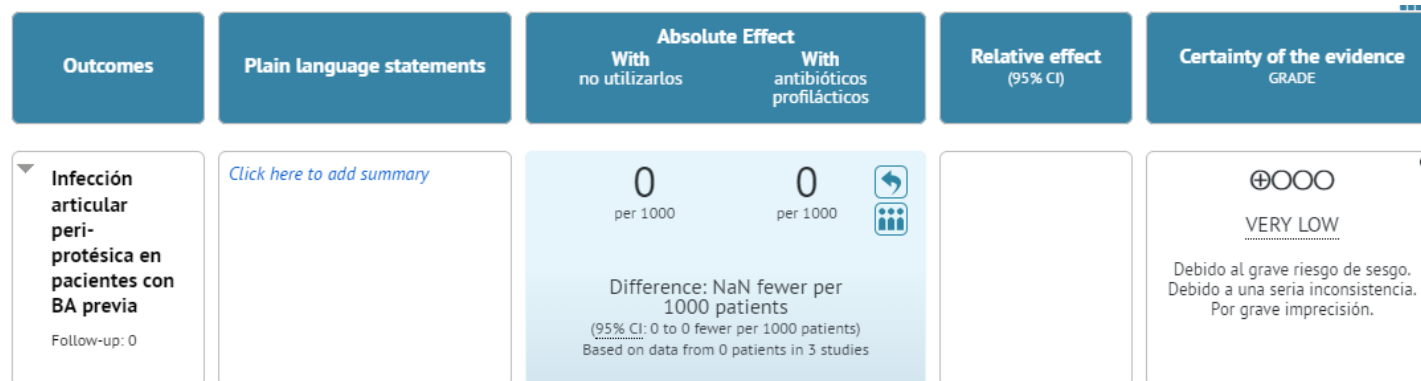 Outcomes
Plain language statements
Absolute Effect
With
no utilizarlos
With
antibióticos
profilácticos
Relative effect
(95% CI)
Certainty of the evidence
GRADE
Infección
articular
peri-
protésica en
pacientes con
BA previa
Follow-up: 0
Click here to add summary
0
per 1000
0
per 1000
Difference: NaN fewer per
1000 patients
(95% CI: 0 to 0 fewer per 1000 patients)
Based on data from 0 patients in 3 studies
⊕OOO
VERY LOW
Debido al grave riesgo de sesgo.
Debido a una seria inconsistencia.
Por grave imprecisión.